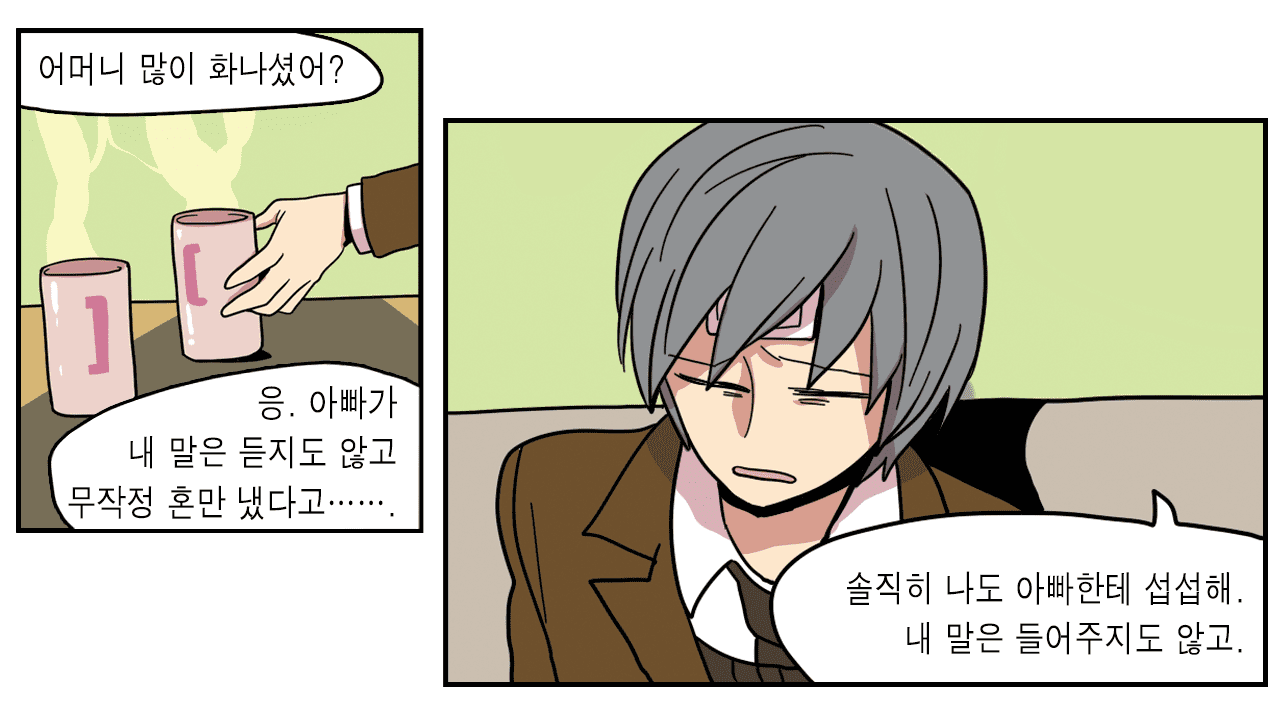 어머니 많이 화나셨어?
응. 아빠가
내 말은 듣지도 않고
무작정 혼만 냈다고…….
솔직히 나도 아빠한테 섭섭해.
내 말은 들어주지도 않고.